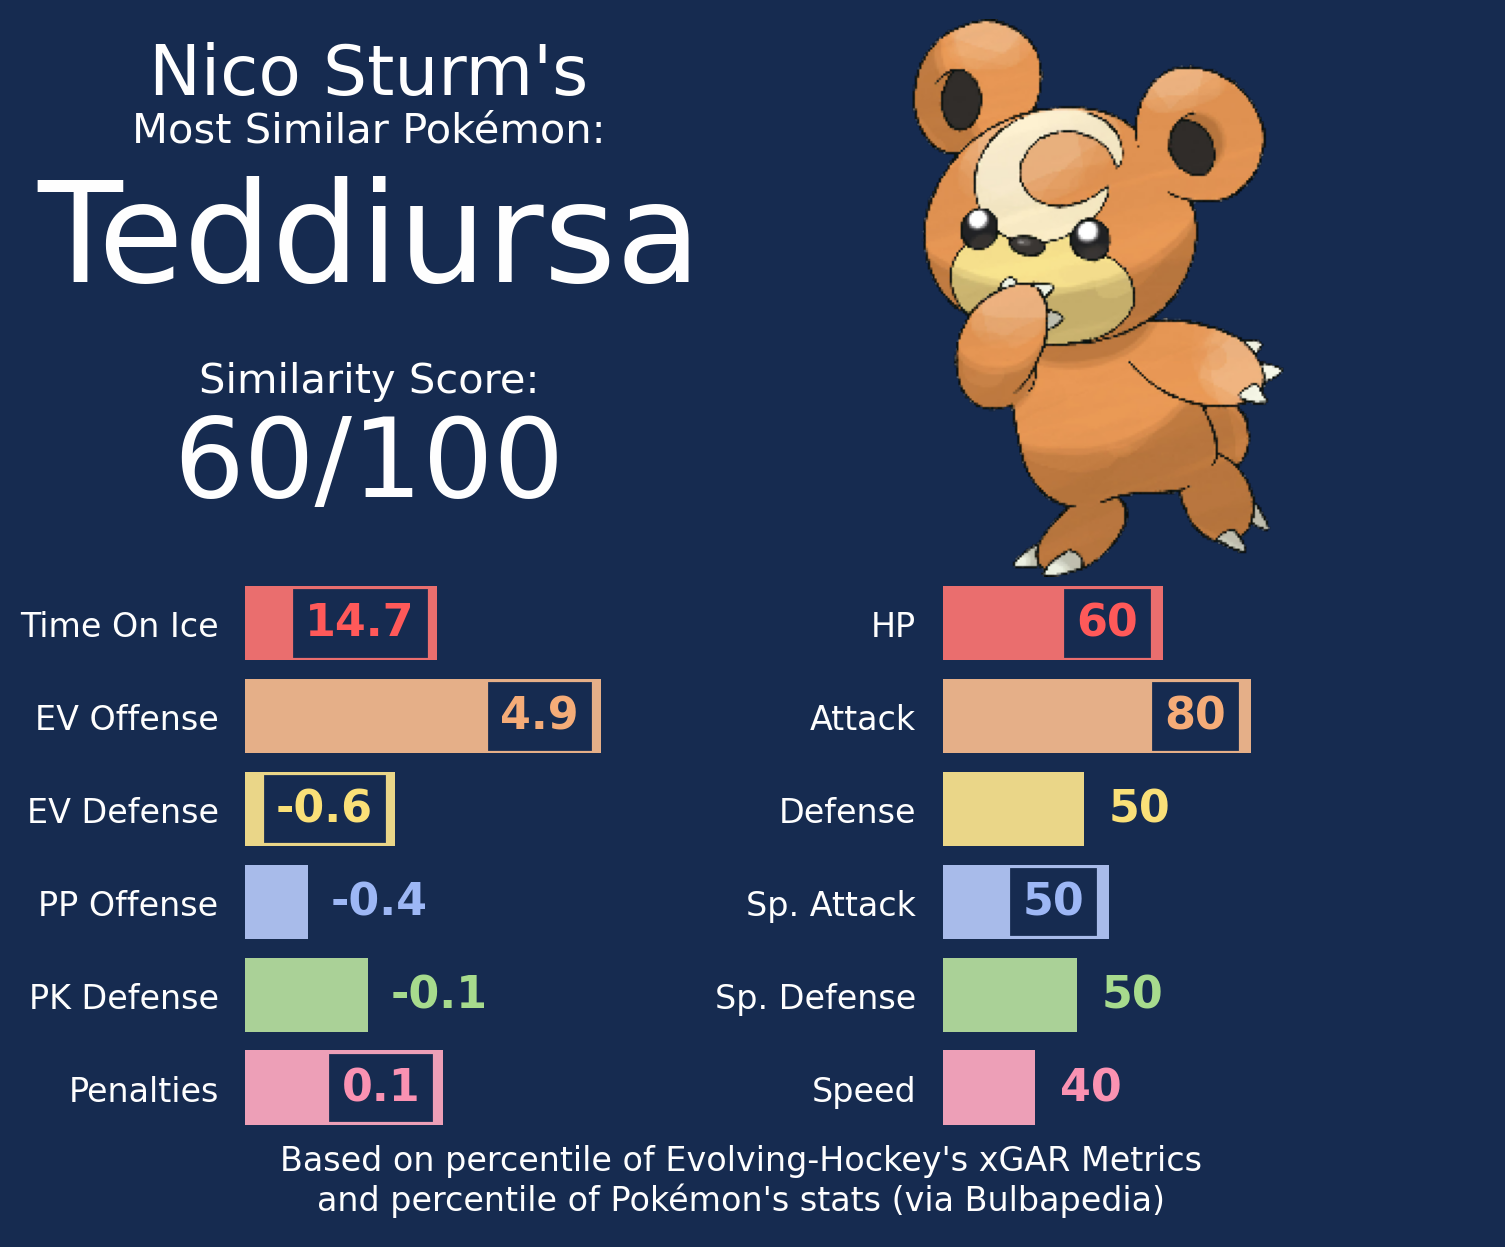 Nico Sturm's
Most Similar Pokémon:
Teddiursa
Similarity Score:
60/100
Time On Ice 14.7
EV Offense 4.9
EV Defense -0.6
PP Offense -0.4
PK Defense -0.1
Penalties 0.1
HP 60
Attack 80
Defense 50
Sp. Attack 50
Sp. Defense 50
Speed 40
Based on percentile of Evolving-Hockey's xGAR Metrics
and percentile of Pokémon's stats (via Bulbapedia)